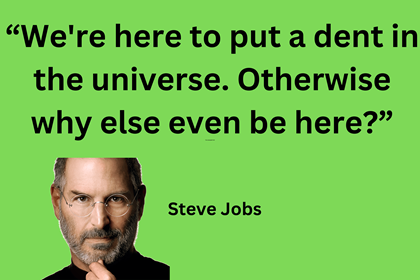 “We're here to put a dent in
the universe. Otherwise
why else even be here?”
Steve Jobs